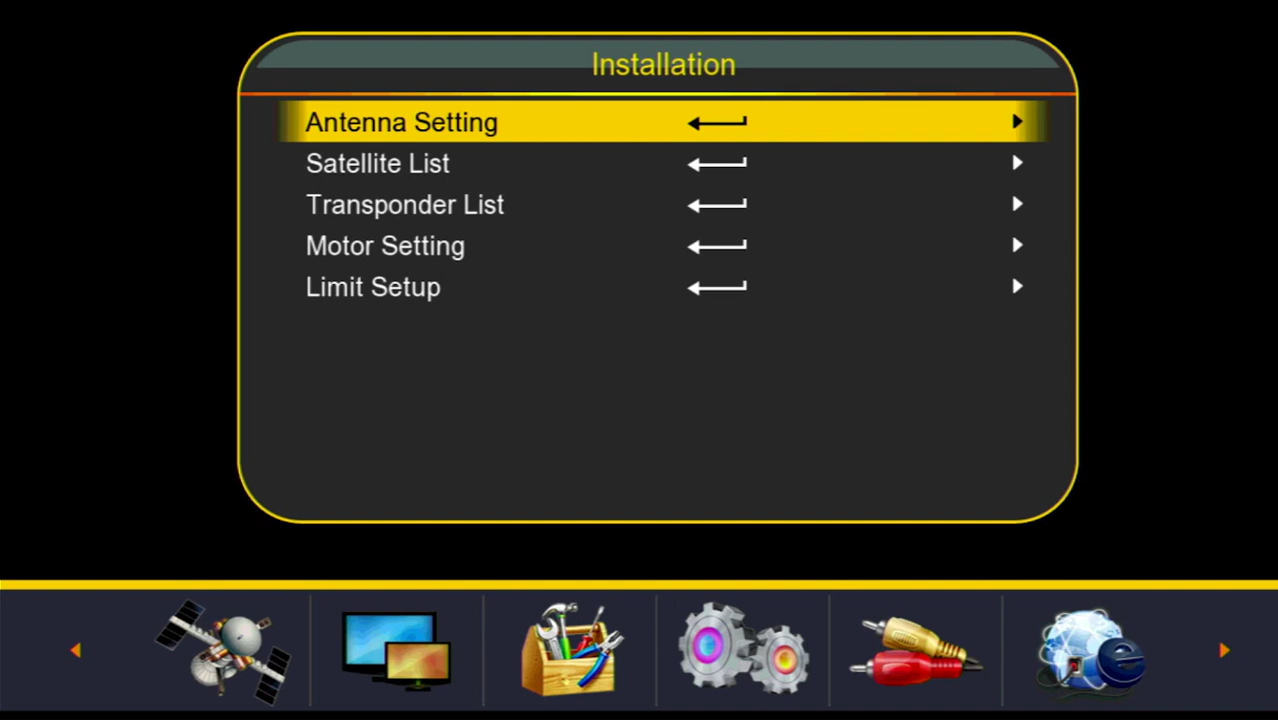 Installation
Antenna Setting
Satellite List
Transponder List
Motor Setting
Limit Setup